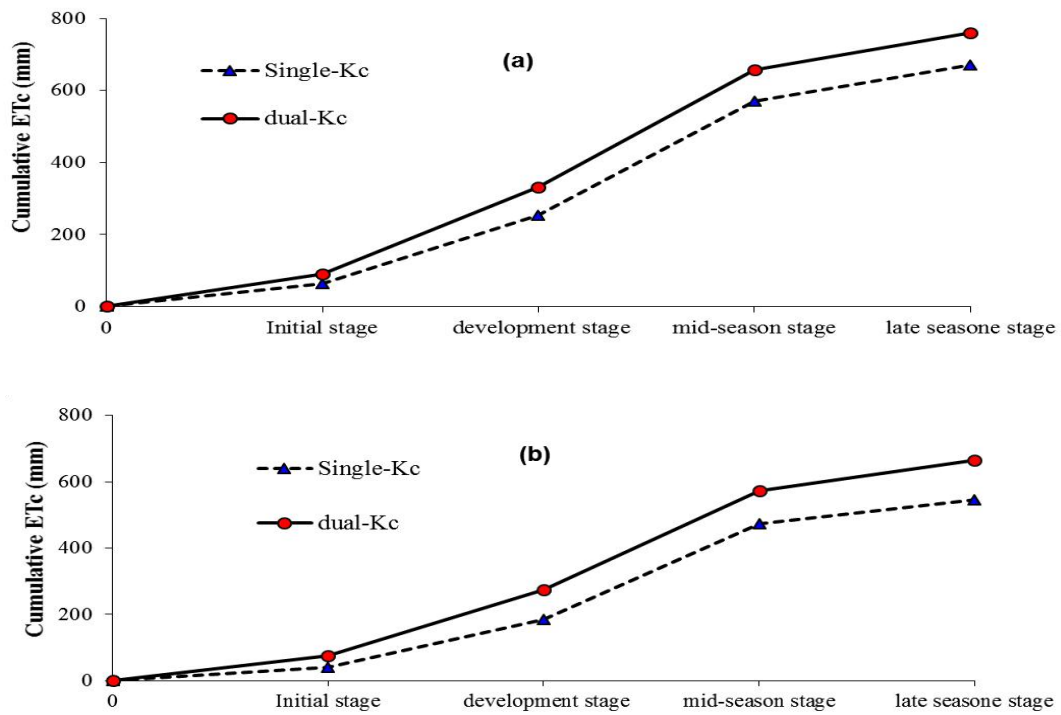 Cumulative ETc (mm)
800
600
400
200
0
(a)
Single-Kc
dual-Kc
0 Initial stage development stage mid-season stage late seasone stage
Cumulative ETc (mm)
800
600
400
200
0
(b)
Single-Kc
dual-Kc
0 Initial stage development stage mid-season stage late seasone stage